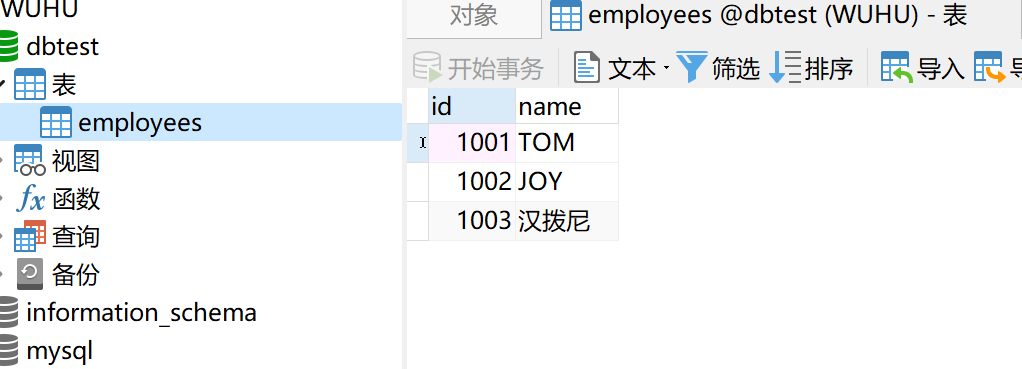 WUHU
dbtest
表
employees
视图
fx 函数
查询
备份
information_schema
mysql
对象
employees @dbtest (WUHU) - 表
开始事务 文本 筛选 排序 导入
id name
1001 TOM
1002 JOY
1003 汉拨尼